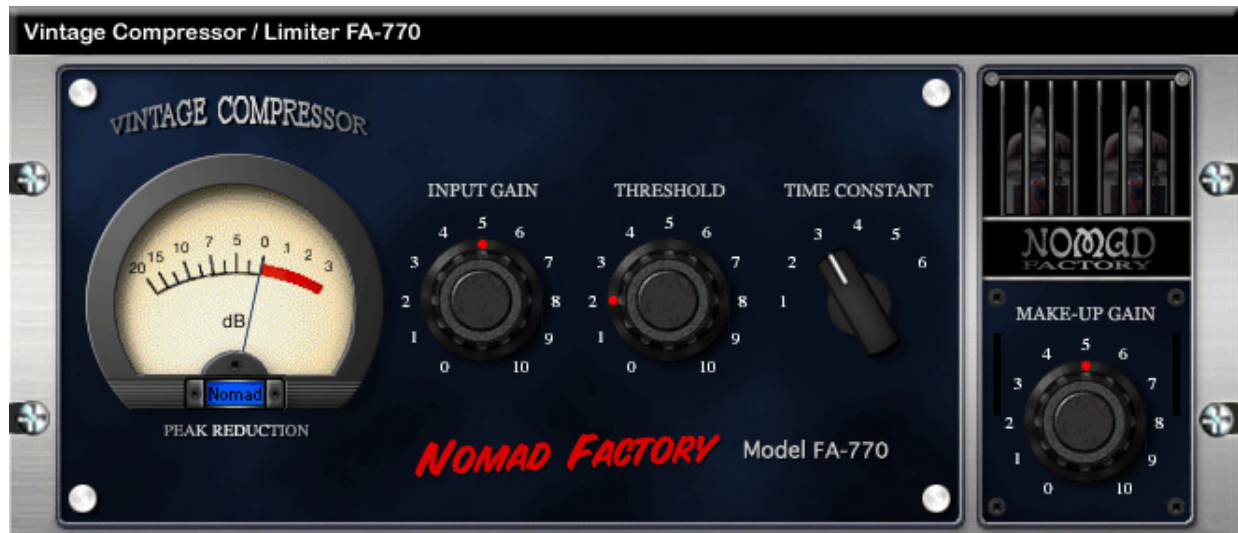 Vintage Compressor / Limiter FA-770
VINTAGE COMPRESSOR
20 15 10 7 5 0 1 2 3
dB
Nomad
PEAK REDUCTION
INPUT GAIN
0 1 2 3 4 5 6 7 8 9 10
THRESHOLD
0 1 2 3 4 5 6 7 8 9 10
TIME CONSTANT
1 2 3 4 5 6
NOMAD FACTORY Model FA-770
NOMAD
FACTORY
MAKE-UP GAIN
0 1 2 3 4 5 6 7 8 9 10